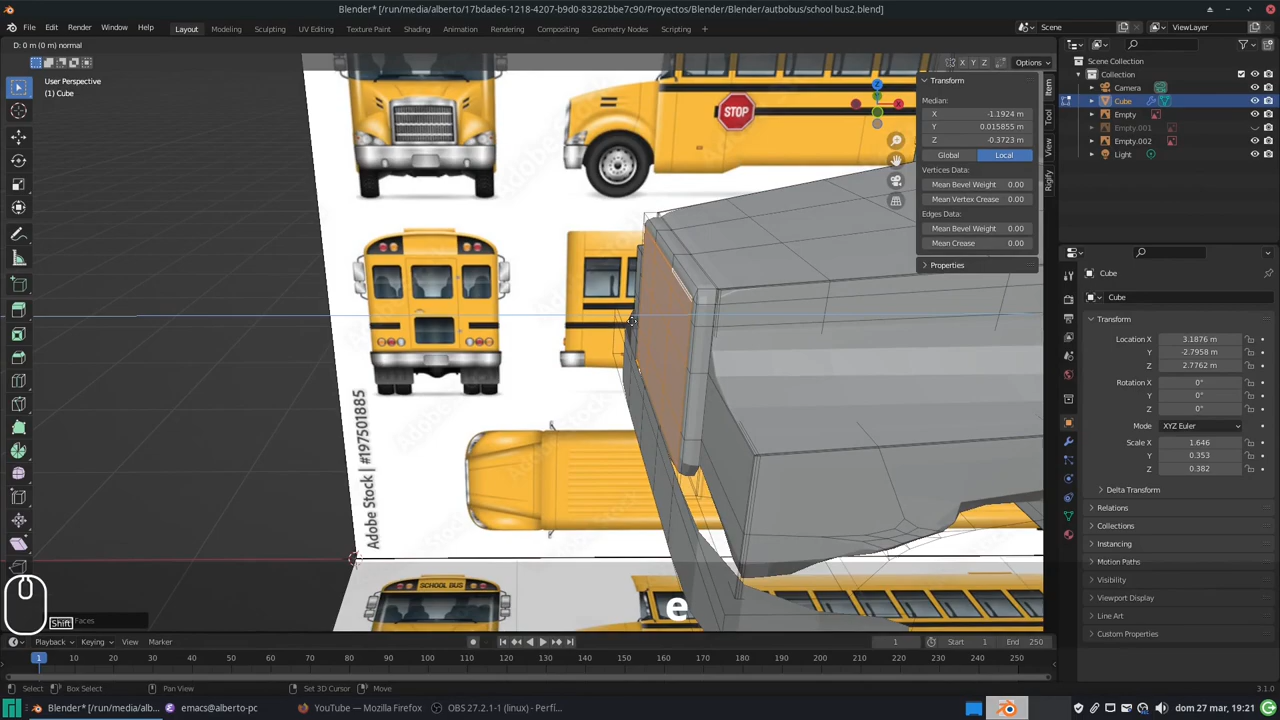 Blender* [/run/media/alberto/17bdade6-1218-4207-b9d0-83282bbe7c90/Proyectos/Blender/Blender/autbobus/school bus2.blend]
File Edit Render Window Help Layout Modeling Sculpting UV Editing Texture Paint Shading Animation Rendering Compositing Geometry Nodes Scripting + Scene ViewLayer
D: 0 m (0 m) normal
X Y Z Options
User Perspective
(1) Cube
Transform
Median:
X -1.1924 m
Y 0.015855 m
Z -0.3723 m
Global Local
Vertices Data:
Mean Bevel Weight 0.00
Mean Vertex Crease 0.00
Edges Data:
Mean Bevel Weight 0.00
Mean Crease 0.00
Properties
Item
Tool
View
Rigify
STOP
Adobe Stock | #197501885
SCHOOL BUS
Shift
Faces
e
Scene Collection
Collection
Camera
Cube
Empty
Empty.001
Empty.002
Light
Cube
Cube
Transform
Location X 3.1876 m
Y -2.7958 m
Z 2.7762 m
Rotation X 0°
Y 0°
Z 0°
Mode XYZ Euler
Scale X 1.646
Y 0.353
Z 0.382
Delta Transform
Relations
Collections
Instancing
Motion Paths
Visibility
Viewport Display
Line Art
Custom Properties
Playback Keying View Marker 1 Start 1 End 250
1 10 20 30 40 50 60 70 80 90 100 110 120 130 140 150 160 170 180 190 200 210 220 230 240 250
Select Box Select Pan View Set 3D Cursor Move 3.1.0
Blender* [/run/media/alb... emacs@alberto-pc YouTube — Mozilla Firefox OBS 27.2.1-1 (linux) - Perfi... dom 27 mar, 19:21